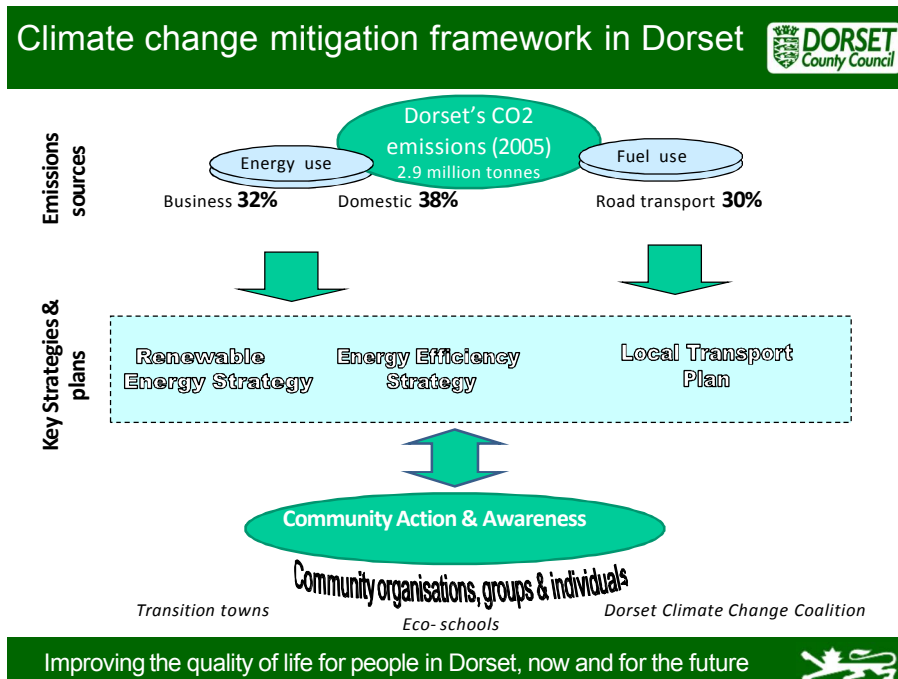 Climate change mitigation framework in Dorset
DORSET
County Council
Emissions
sources
Dorset's CO2
emissions (2005)
2.9 million tonnes
Energy use
Fuel use
Business 32%
Domestic 38%
Road transport 30%
Key Strategies &
plans
Renewable
Energy Strategy
Energy Efficiency
Strategy
Local Transport
Plan
Community Action & Awareness
Community organisations, groups & individuals
Transition towns
Eco- schools
Dorset Climate Change Coalition
Improving the quality of life for people in Dorset, now and for the future